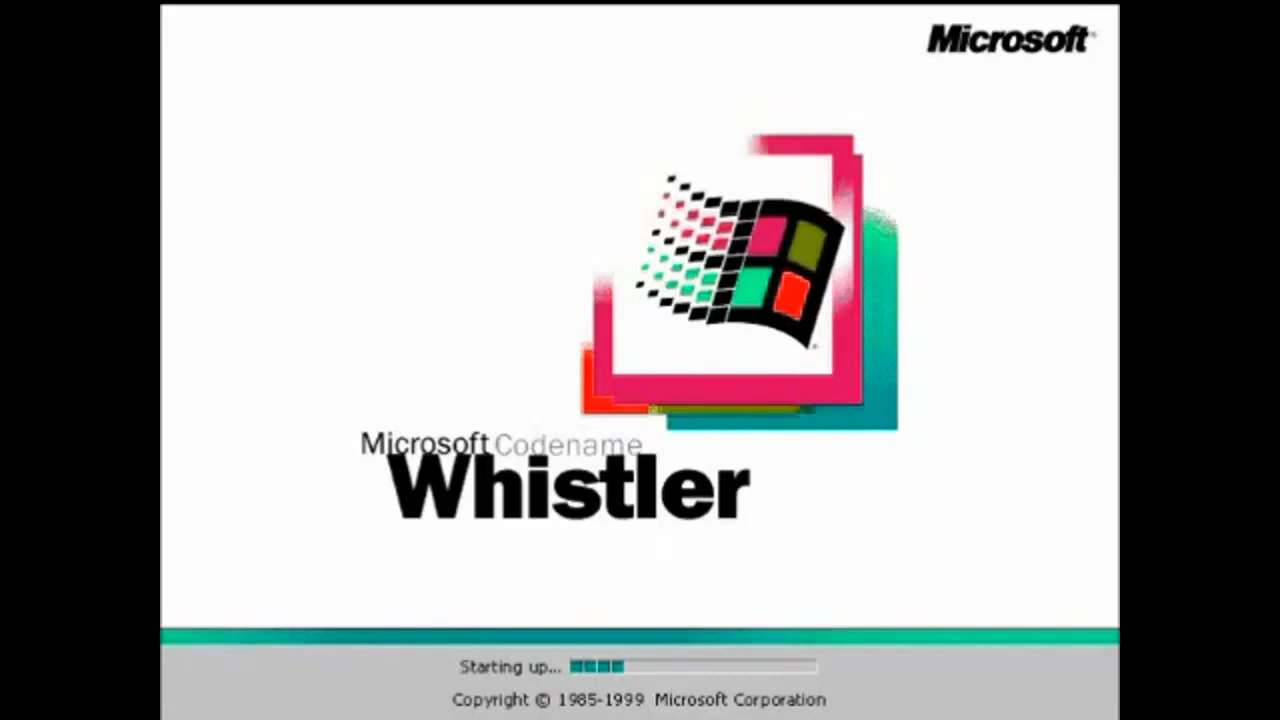 Microsoft
Microsoft Codename
Whistler
Starting up...
Copyright © 1985-1999 Microsoft Corporation